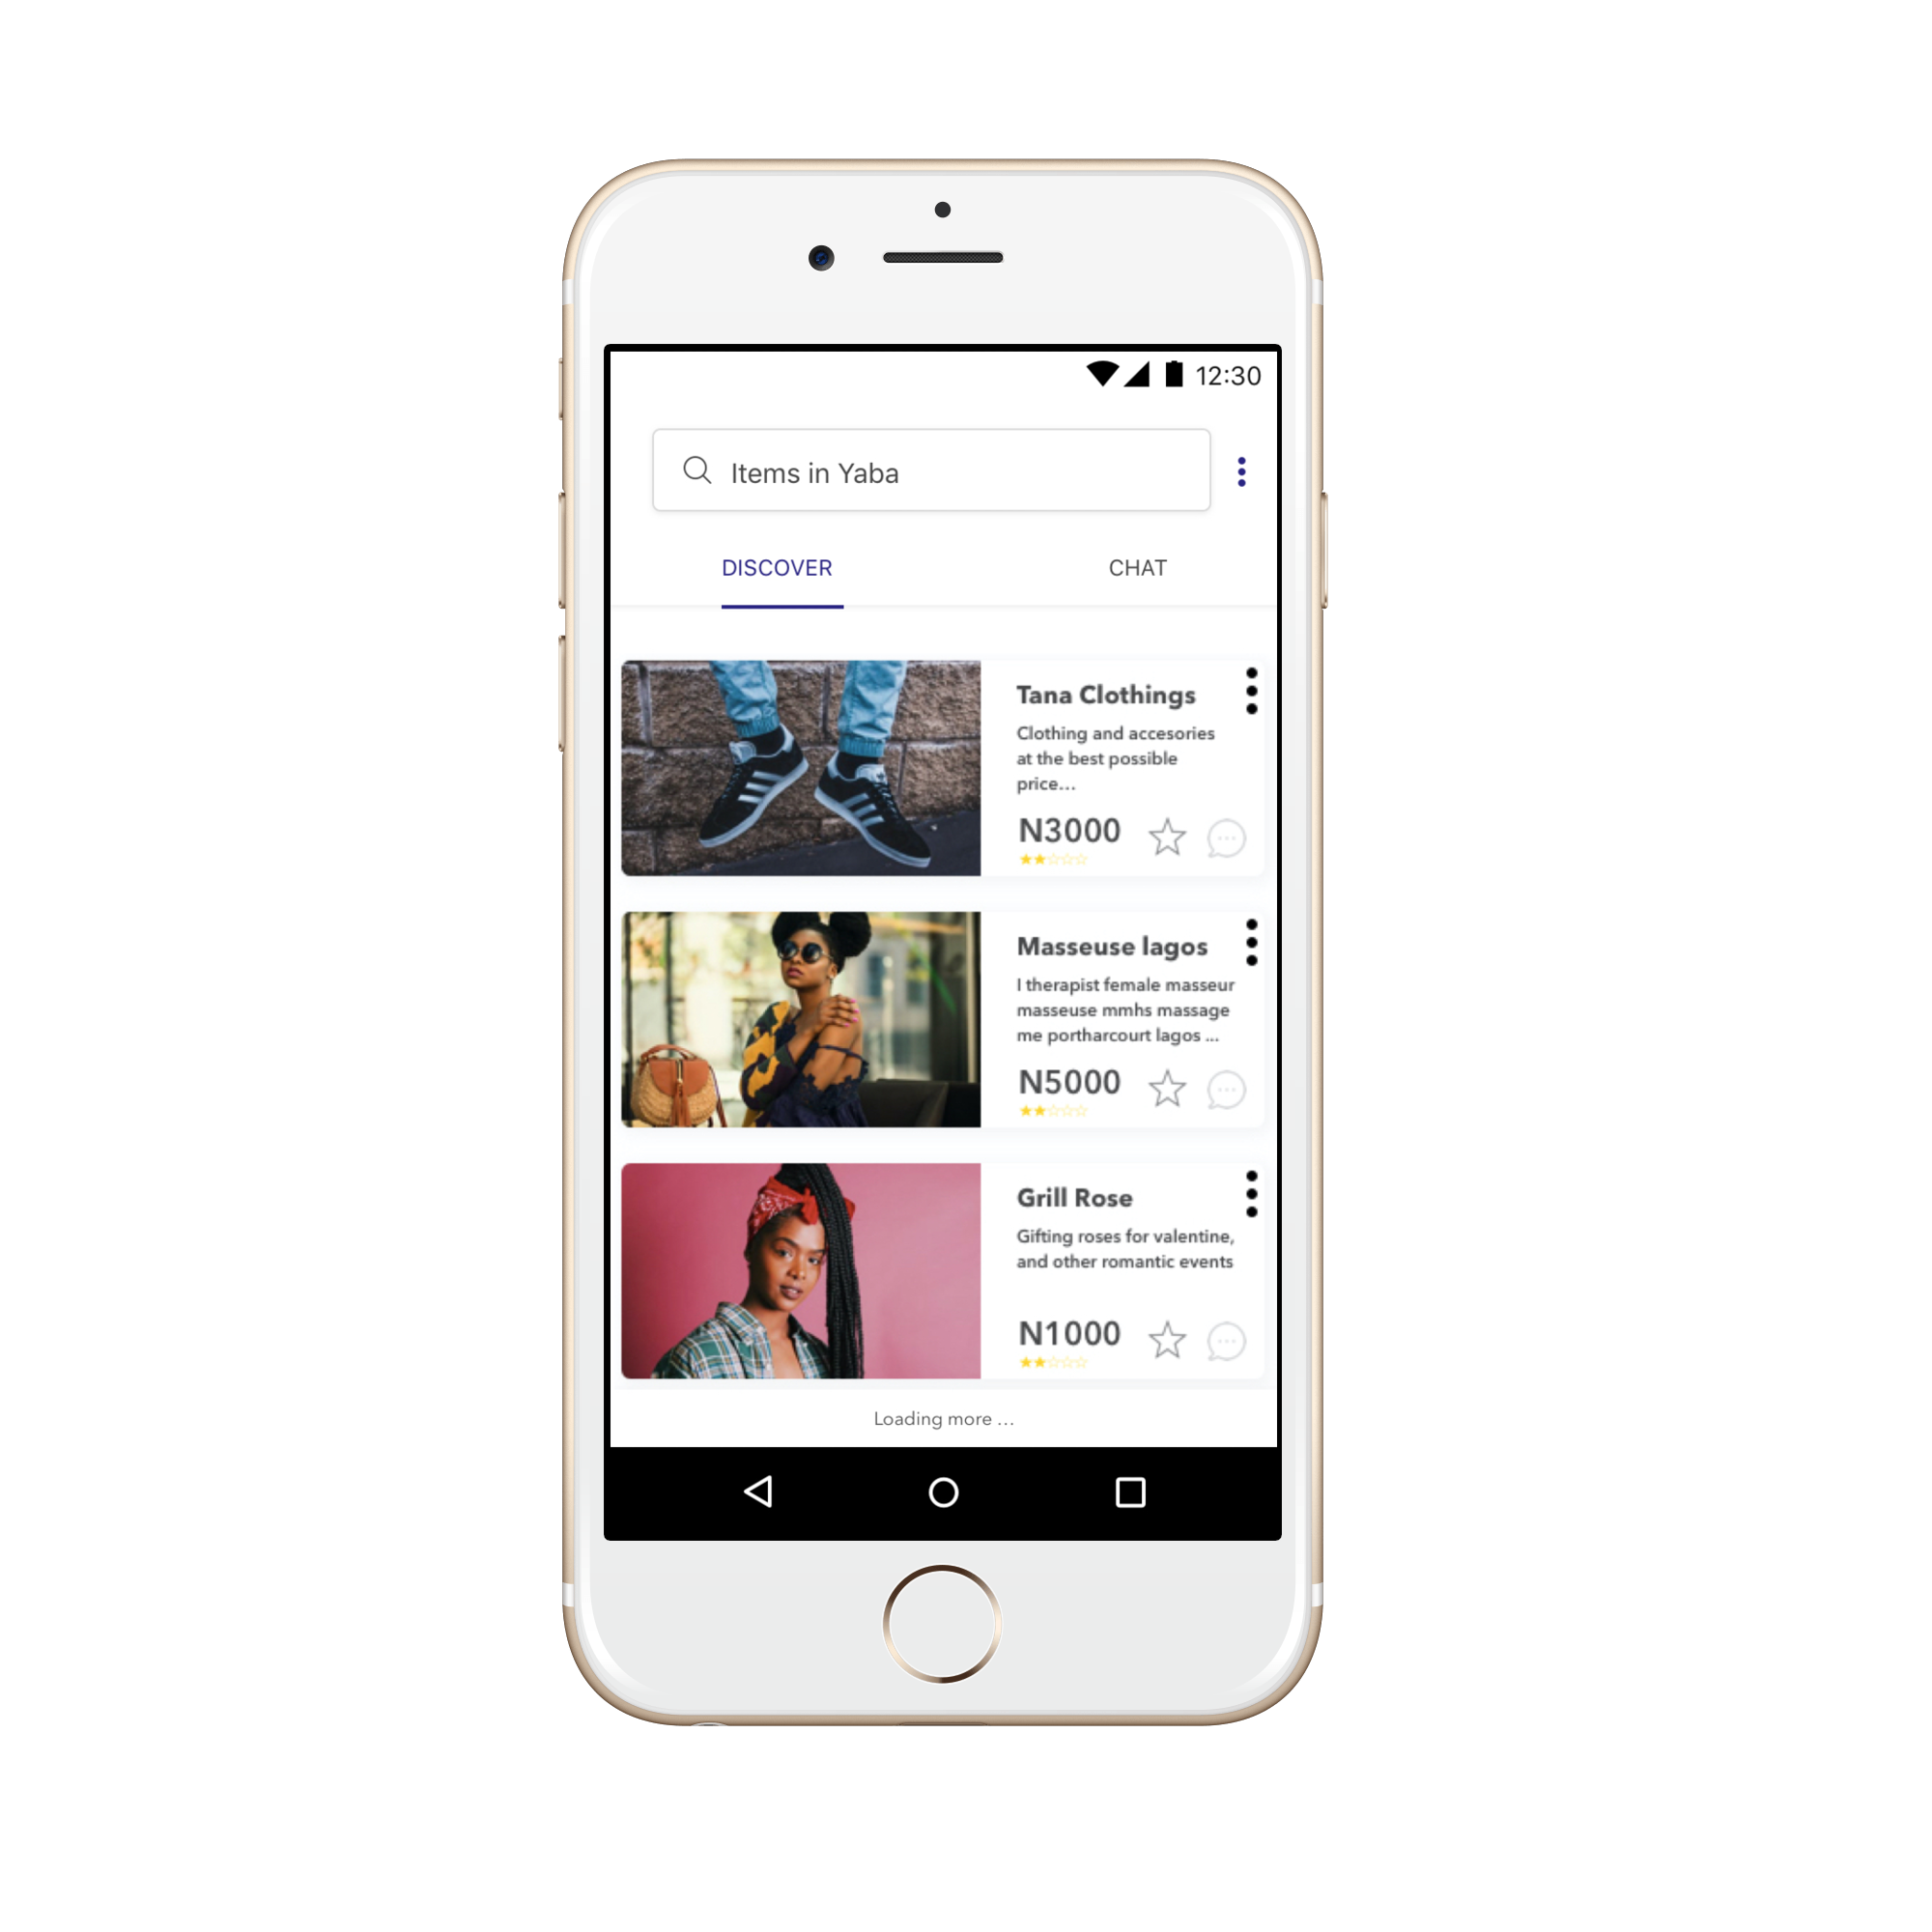 12:30
Items in Yaba
DISCOVER
CHAT
Tana Clothings
Clothing and accesories
at the best possible
price...
N3000
Masseuse lagos
I therapist female masseur
masseuse mmhs massage
me portharcourt lagos ...
N5000
Grill Rose
Gifting roses for valentine,
and other romantic events
N1000
Loading more ...